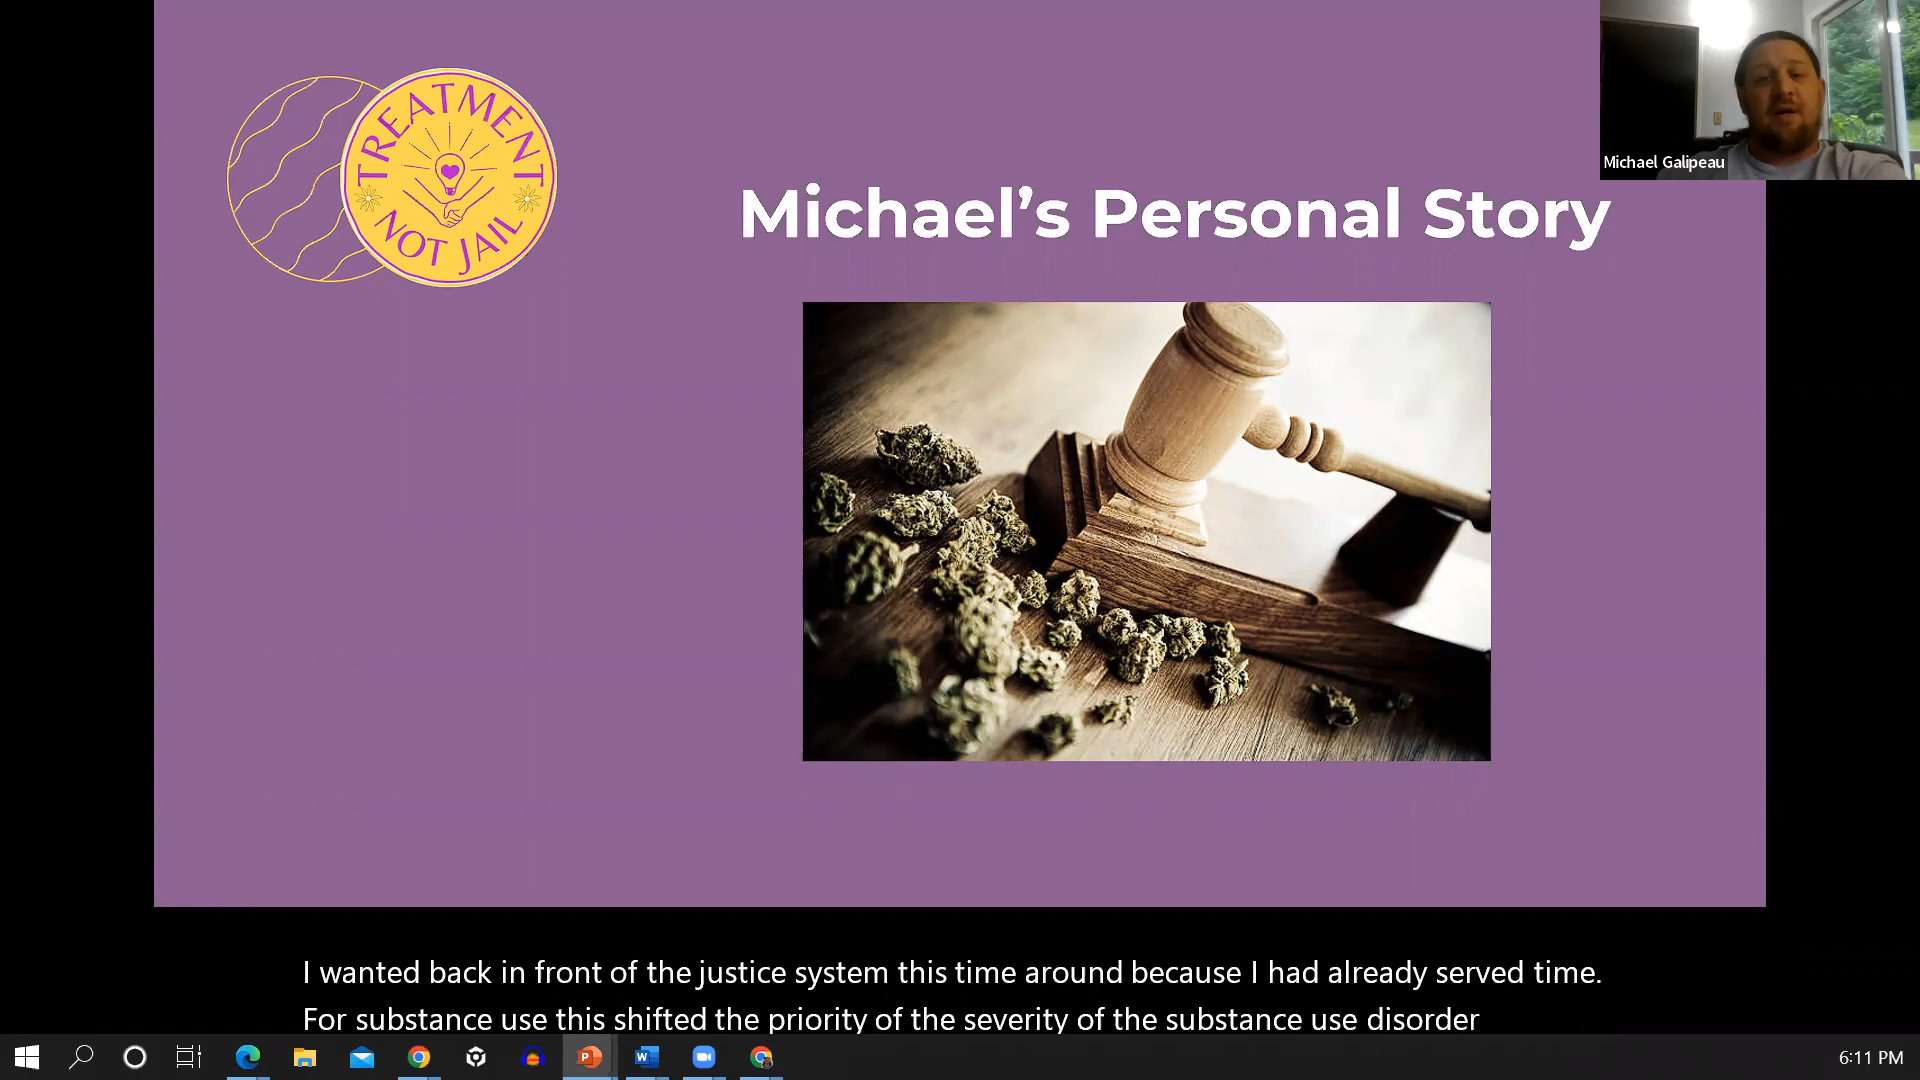 TREATMENT
NOT JAIL
Michael Galipeau
Michael's Personal Story
I wanted back in front of the justice system this time around because I had already served time.
For substance use this shifted the priority of the severity of the substance use disorder
P
W
6:11 PM